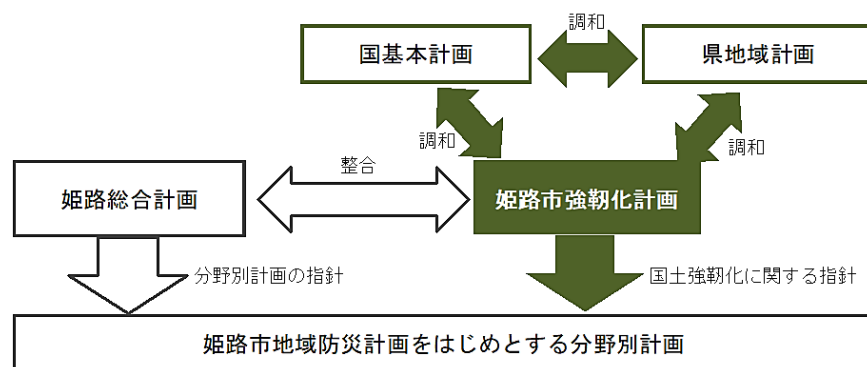 調和
国基本計画
県地域計画
調和
調和
整合
姫路総合計画
姫路市強靭化計画
分野別計画の指針
国土強靭化に関する指針
姫路市地域防災計画をはじめとする分野別計画